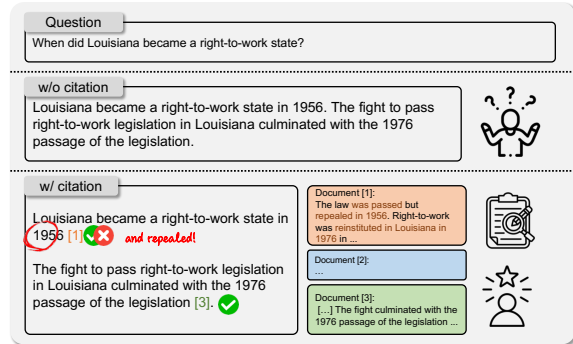 Question
When did Louisiana became a right-to-work state?
w/o citation
Louisiana became a right-to-work state in 1956. The fight to pass
right-to-work legislation in Louisiana culminated with the 1976
passage of the legislation.
w/ citation
Louisiana became a right-to-work state in
1956 [1] and repealed!
The fight to pass right-to-work legislation
in Louisiana culminated with the 1976
passage of the legislation [3].
Document [1]:
The law was passed but
repealed in 1956. Right-to-work
was reinstituted in Louisiana in
1976 in ...
Document [2]:
...
Document [3]:
[...] The fight culminated with the
1976 passage of the legislation ...